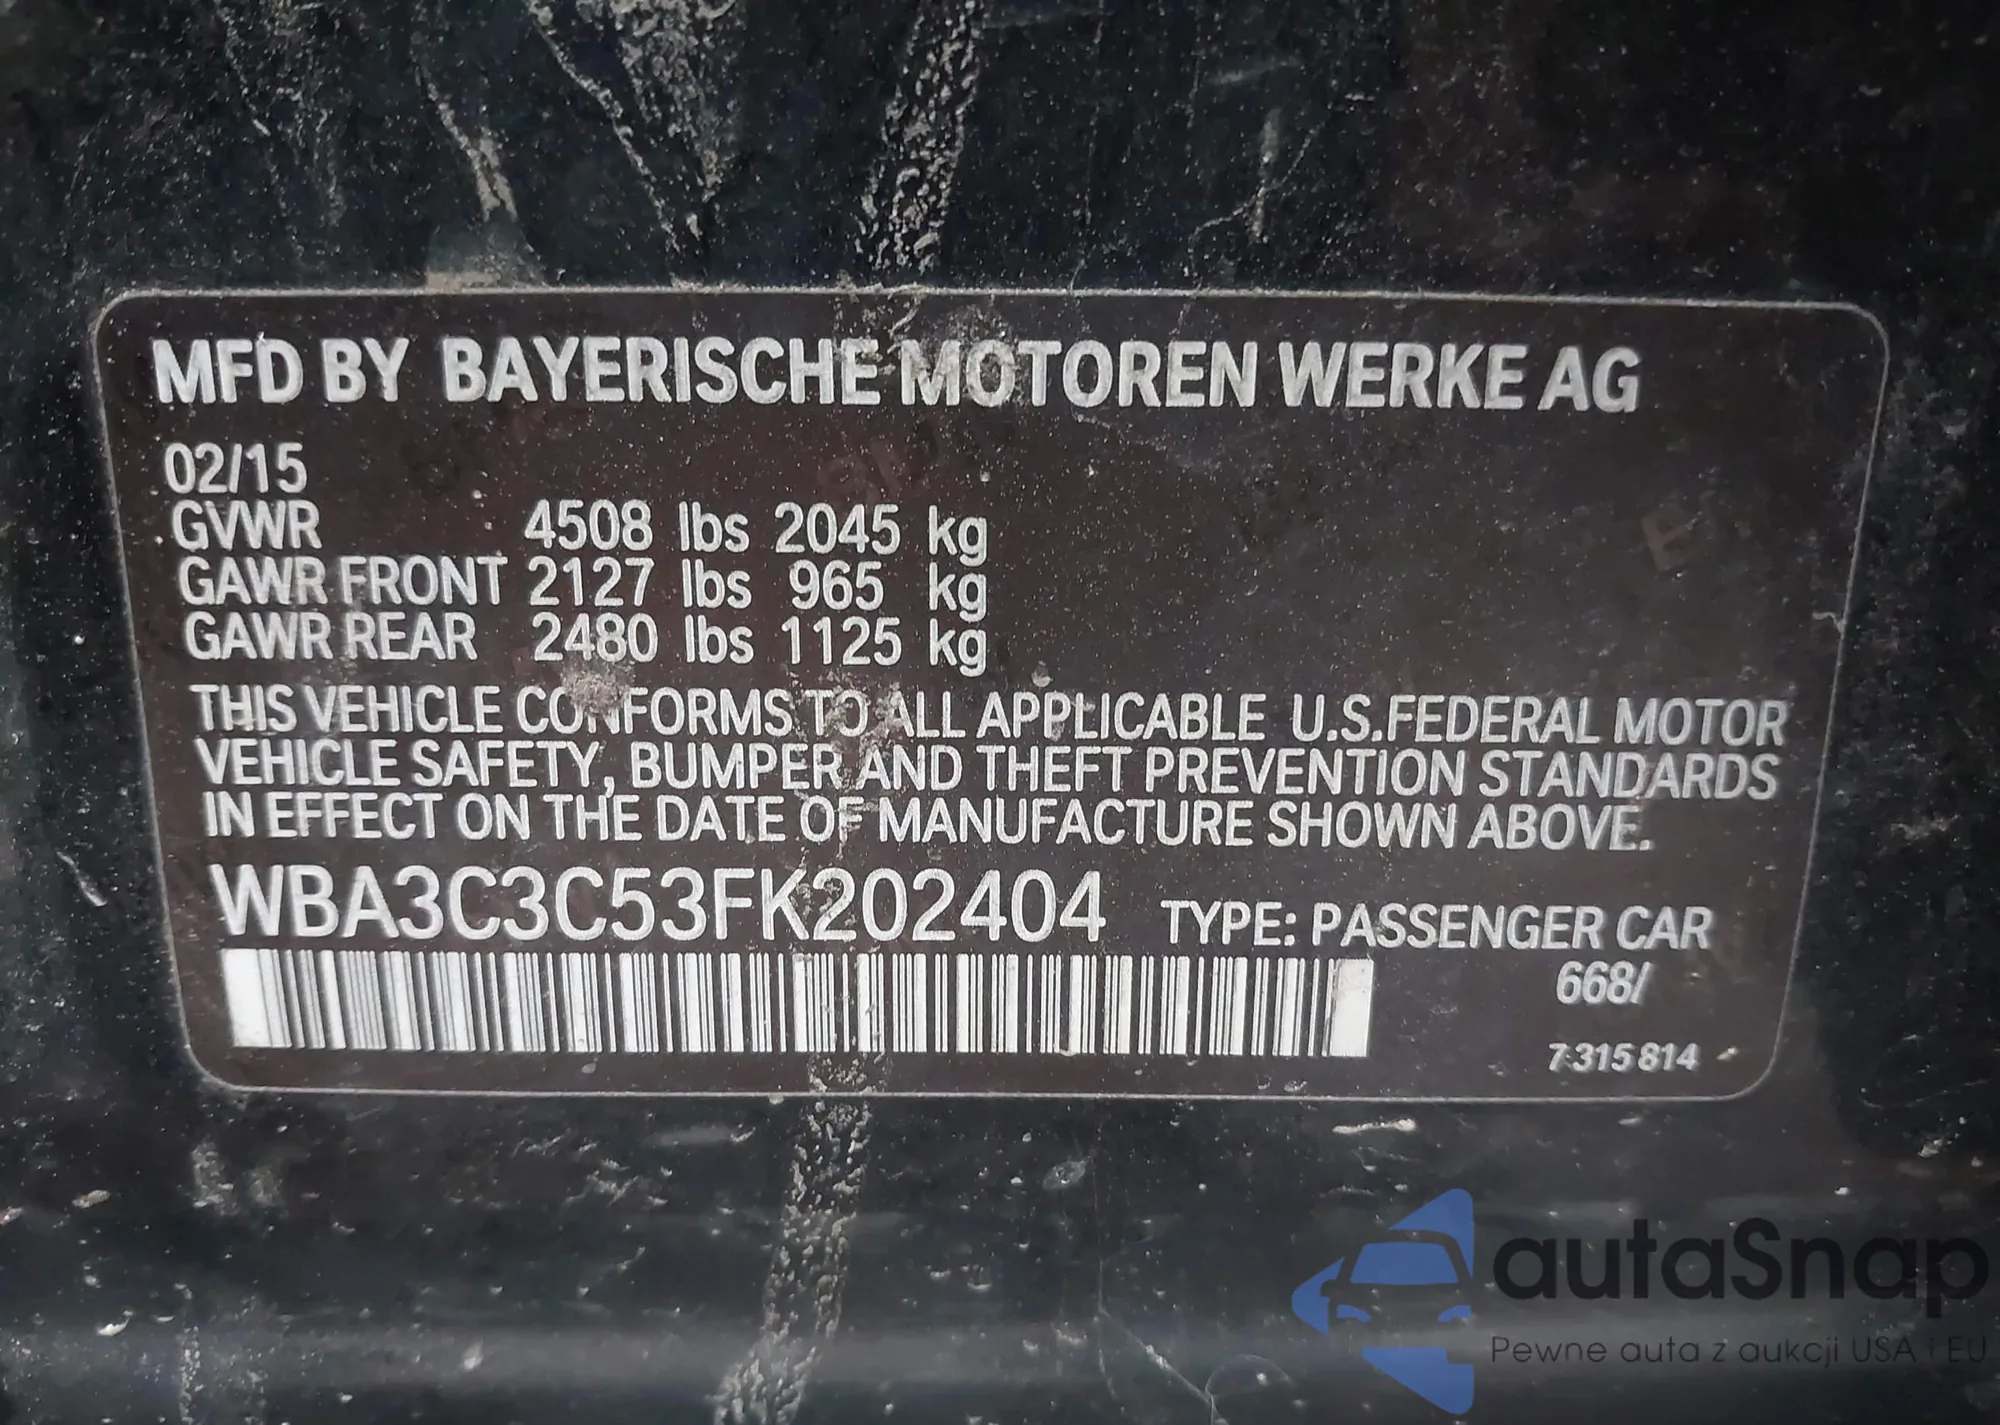 MFD BY BAYERISCHE MOTOREN WERKE AG
02/15
GVWR 4508 lbs 2045 kg
GAWR FRONT 2127 lbs 965 kg
GAWR REAR 2480 lbs 1125 kg
THIS VEHICLE CONFORMS TO ALL APPLICABLE U.S.FEDERAL MOTOR
VEHICLE SAFETY, BUMPER AND THEFT PREVENTION STANDARDS
IN EFFECT ON THE DATE OF MANUFACTURE SHOWN ABOVE.
WBA3C3C53FK202404 TYPE: PASSENGER CAR
668/
7 315 814
autaSnap
Pewne auta z aukcji USA i EU